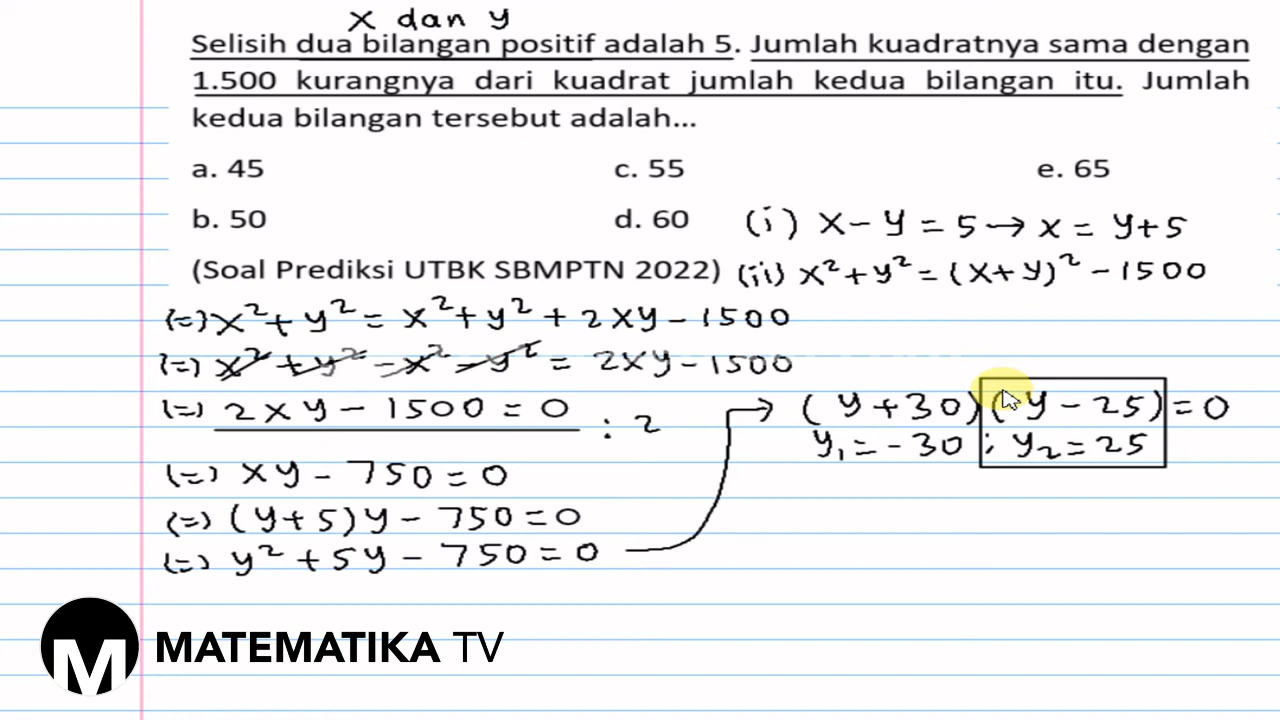 x dan y
Selisih dua bilangan positif adalah 5. Jumlah kuadratnya sama dengan
1.500 kurangnya dari kuadrat jumlah kedua bilangan itu. Jumlah
kedua bilangan tersebut adalah...
a. 45 c. 55 e. 65
b. 50 d. 60
(i) x - y = 5 → x = y + 5
(Soal Prediksi UTBK SBMPTN 2022)
(ii) x² + y² = (x + y)² - 1500
(=) x² + y² = x² + y² + 2xy - 1500
(=) x² + y² - x² - y² = 2xy - 1500
(=) 2xy - 1500 = 0 : 2
(=) xy - 750 = 0
(=) (y + 5)y - 750 = 0
(=) y² + 5y - 750 = 0
→ (y + 30)(y - 25) = 0
y₁ = -30 ; y₂ = 25
M MATEMATIKA TV